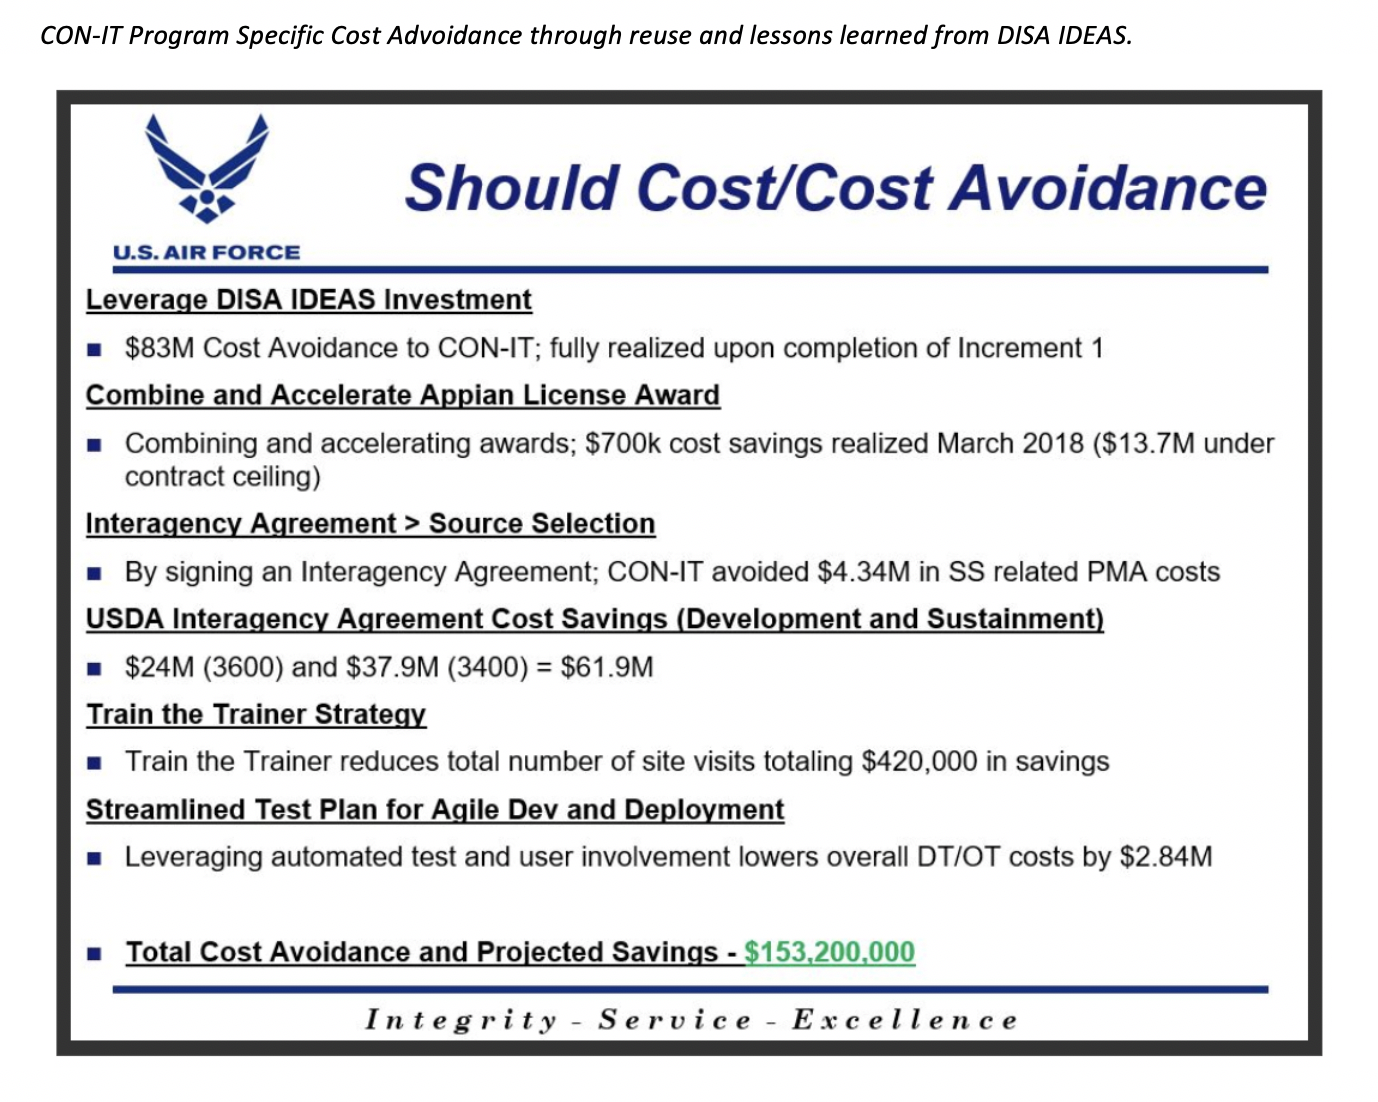 CON-IT Program Specific Cost Advoidance through reuse and lessons learned from DISA IDEAS.
U.S. AIR FORCE
Should Cost/Cost Avoidance
Leverage DISA IDEAS Investment
■ $83M Cost Avoidance to CON-IT; fully realized upon completion of Increment 1
Combine and Accelerate Appian License Award
■ Combining and accelerating awards; $700k cost savings realized March 2018 ($13.7M under
contract ceiling)
Interagency Agreement > Source Selection
■ By signing an Interagency Agreement; CON-IT avoided $4.34M in SS related PMA costs
USDA Interagency Agreement Cost Savings (Development and Sustainment)
■ $24M (3600) and $37.9M (3400) = $61.9M
Train the Trainer Strategy
■ Train the Trainer reduces total number of site visits totaling $420,000 in savings
Streamlined Test Plan for Agile Dev and Deployment
■ Leveraging automated test and user involvement lowers overall DT/OT costs by $2.84M
■ Total Cost Avoidance and Projected Savings - $153,200,000
Integrity - Service - Excellence